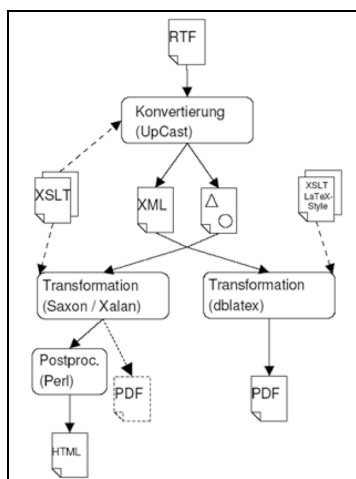 RTF
Konvertierung
(UpCast)
XSLT
XML
XSLT
LaTeX-
Style
Transformation
(Saxon / Xalan)
Transformation
(dblatex)
Postproc.
(Perl)
PDF
PDF
HTML